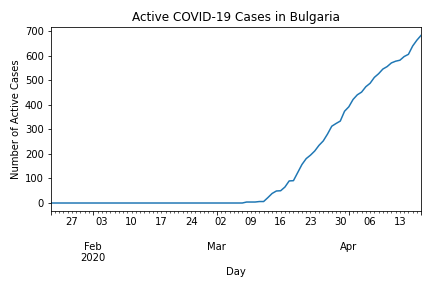 Active COVID-19 Cases in Bulgaria
700
600
500
400
300
200
100
0
Number of Active Cases
27 03 10 17 24 02 09 16 23 30 06 13
Feb Mar Apr
2020
Day